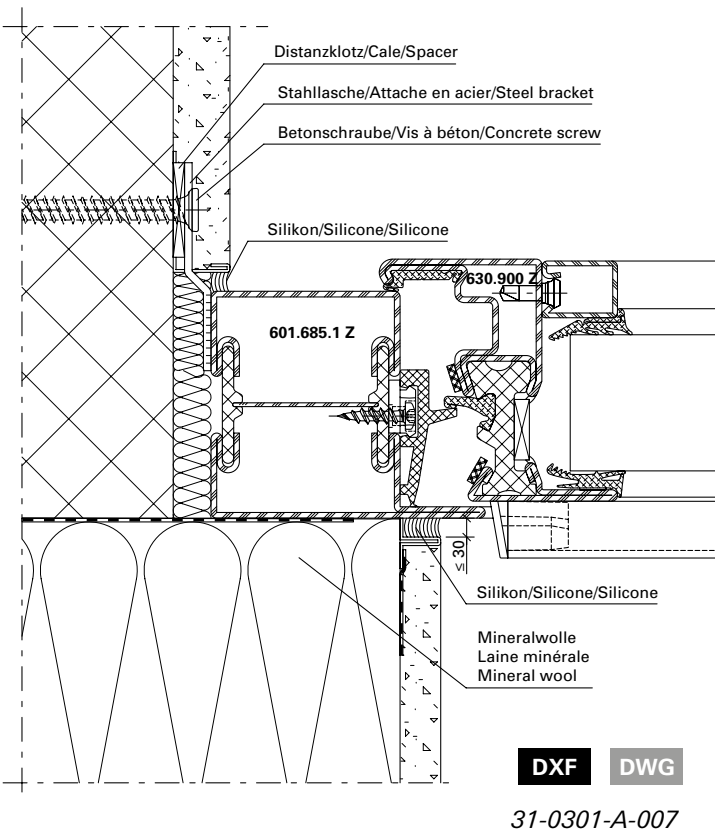 Distanzklotz/Cale/Spacer
Stahllasche/Attache en acier/Steel bracket
Betonschraube/Vis à béton/Concrete screw
Silikon/Silicone/Silicone
630.900 Z
601.685.1 Z
≤ 30
Silikon/Silicone/Silicone
Mineralwolle
Laine minérale
Mineral wool
DXF DWG
31-0301-A-007